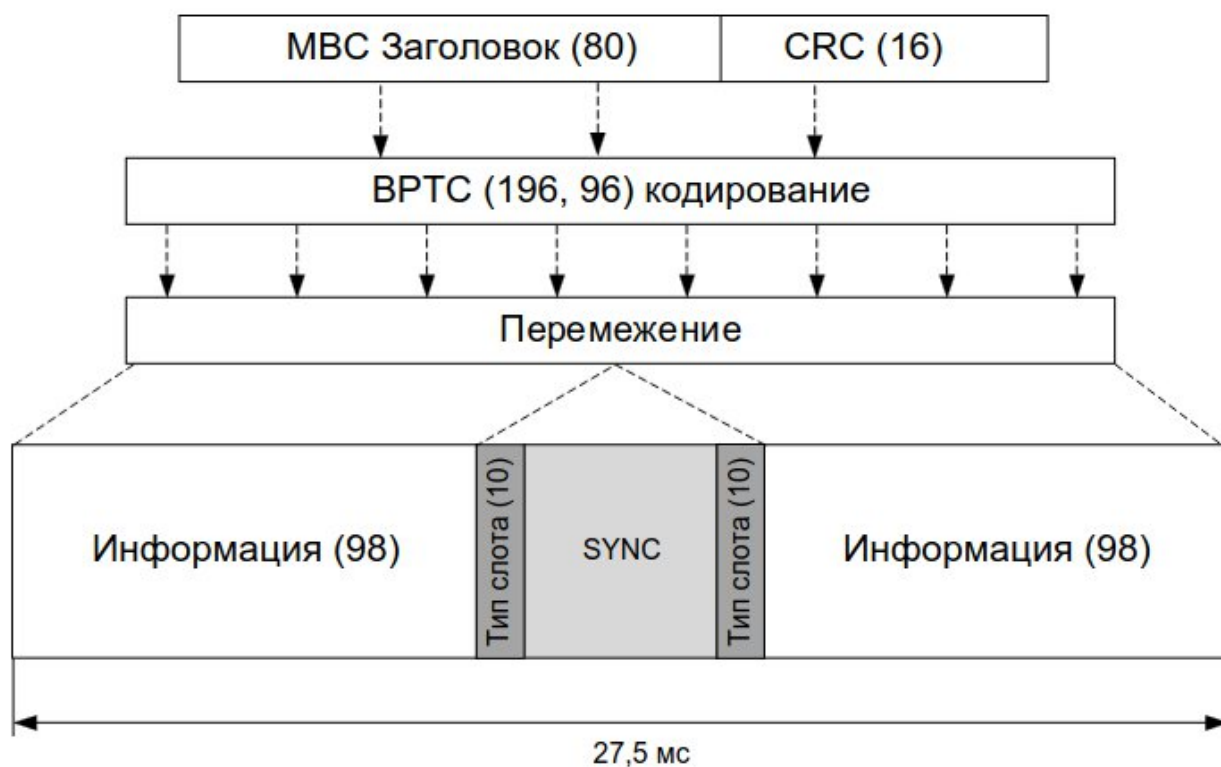 МВС Заголовок (80) CRC (16)
BPTC (196, 96) кодирование
Перемежение
Информация (98) Тип слота (10) SYNC Тип слота (10) Информация (98)
27,5 мс